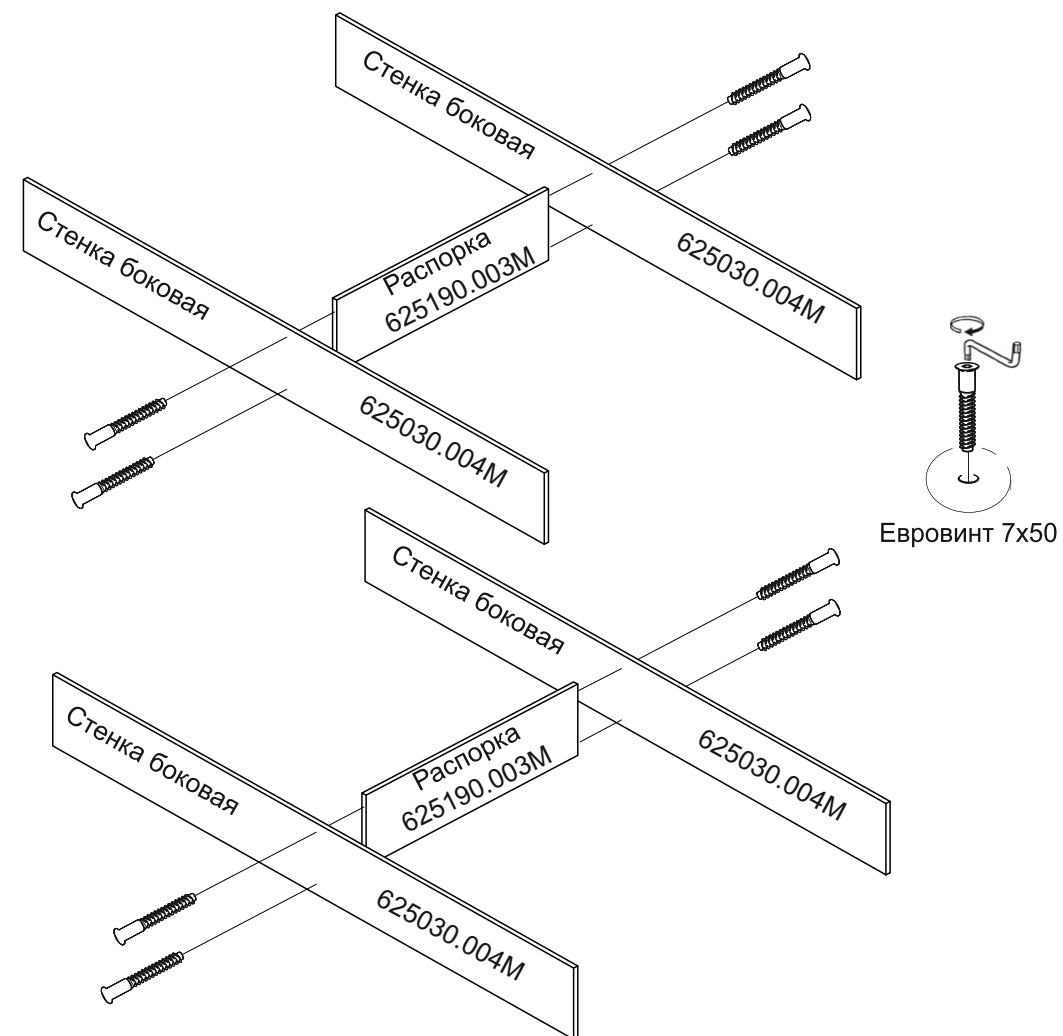 Стенка боковая
625030.004М
Стенка боковая
625030.004М
Распорка
625190.003М
Евровинт 7х50
Стенка боковая
625030.004М
Стенка боковая
625030.004М
Распорка
625190.003М